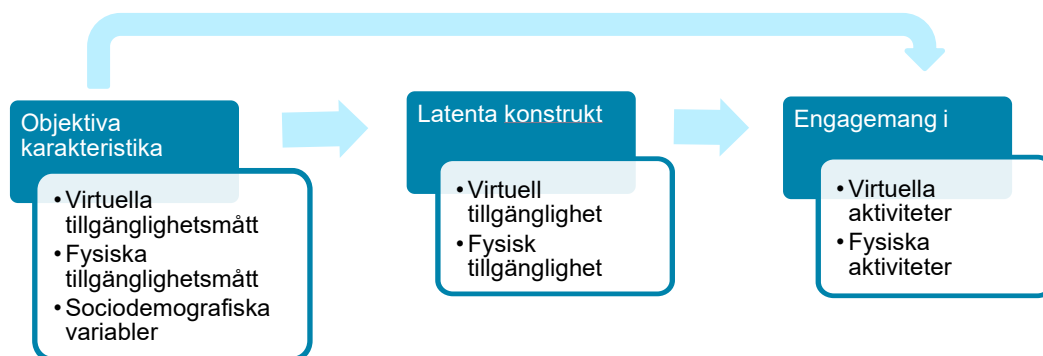 Objektiva
karakteristika
• Virtuella
tillgänglighetsmått
• Fysiska
tillgänglighetsmått
• Sociodemografiska
variabler
Latenta konstrukt
• Virtuell
tillgänglighet
• Fysisk
tillgänglighet
Engagemang i
• Virtuella
aktiviteter
• Fysiska
aktiviteter